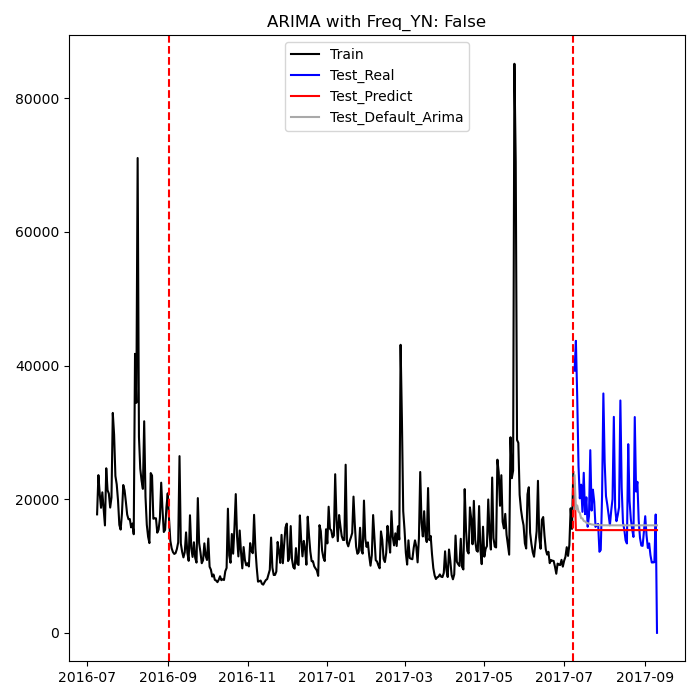 ARIMA with Freq_YN: False
Train
Test_Real
Test_Predict
Test_Default_Arima
80000
60000
40000
20000
0
2016-07 2016-09 2016-11 2017-01 2017-03 2017-05 2017-07 2017-09